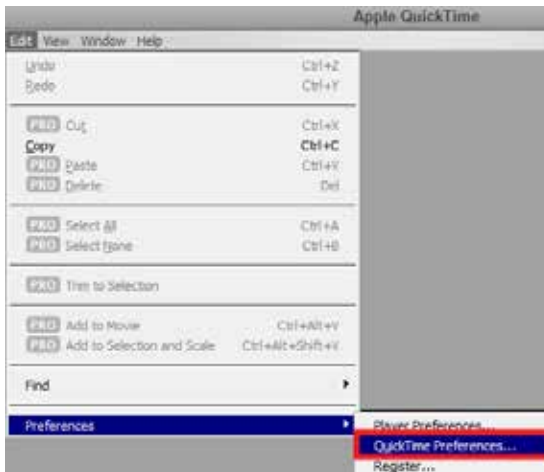 Apple QuickTime
Edit View Window Help
Undo Ctrl+Z
Redo Ctrl+Y
PRO Cut Ctrl+X
Copy Ctrl+C
PRO Paste Ctrl+V
PRO Delete Del
PRO Select All Ctrl+A
PRO Select None Ctrl+B
PRO Trim to Selection
PRO Add to Movie Ctrl+Alt+V
PRO Add to Selection and Scale Ctrl+Alt+Shift+V
Find
Preferences
Player Preferences...
QuickTime Preferences...
Register...